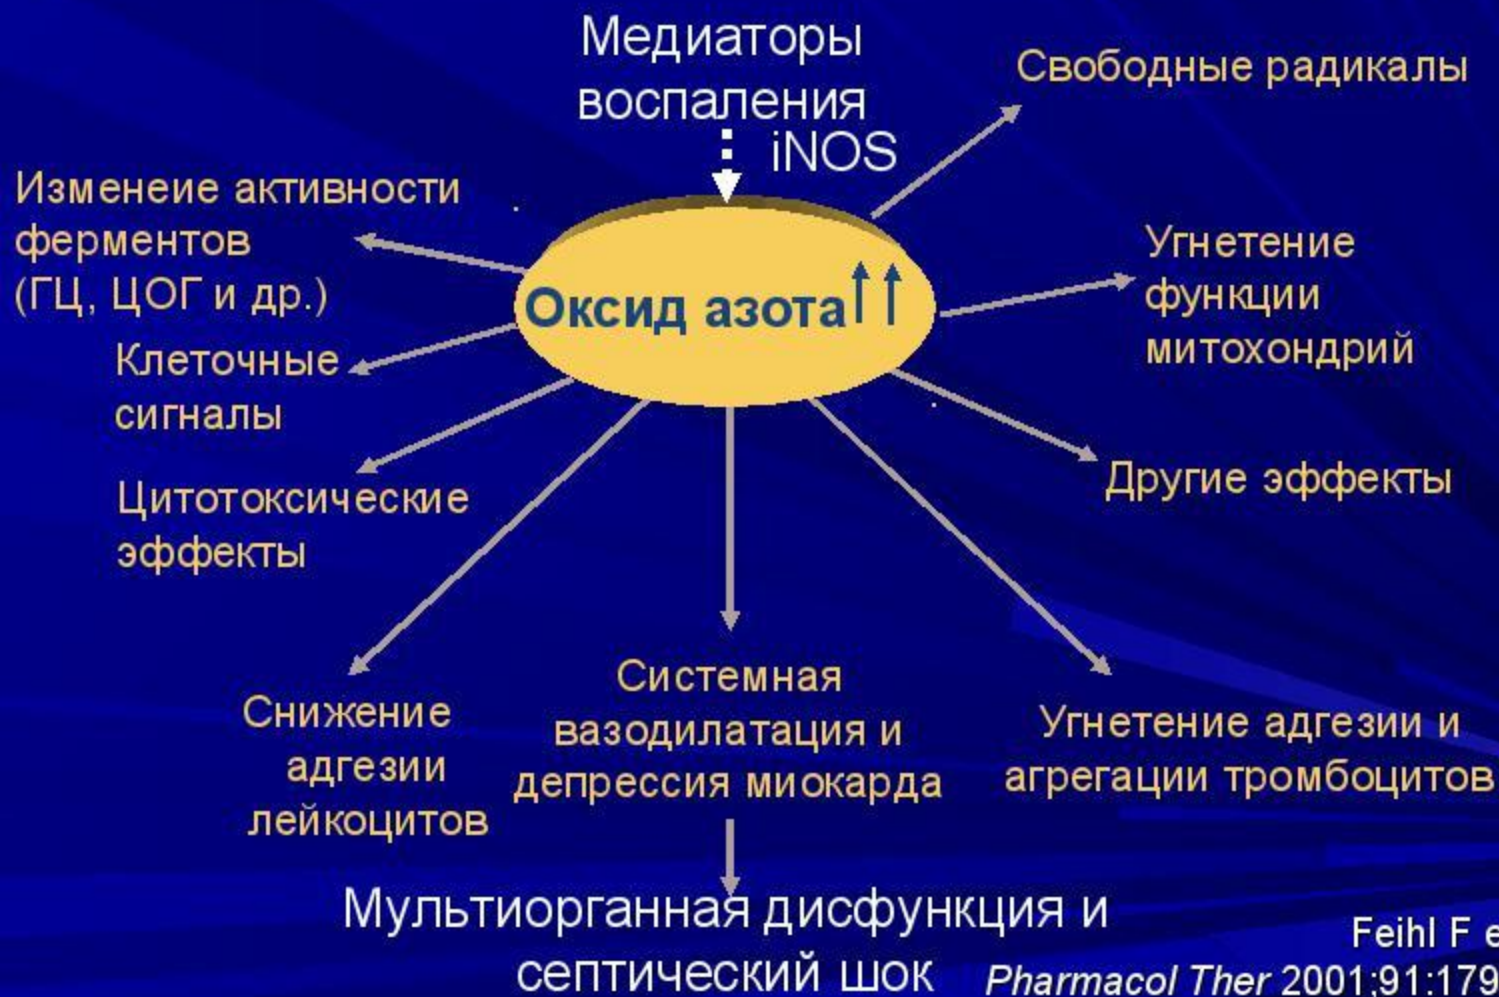 Медиаторы
воспаления
iNOS
Свободные радикалы
Изменеие активности
ферментов
(ГЦ, ЦОГ и др.)
Оксид азота↑↑
Угнетение
функции
митохондрий
Клеточные
сигналы
Цитотоксические
эффекты
Другие эффекты
Снижение
адгезии
лейкоцитов
Системная
вазодилатация и
депрессия миокарда
Угнетение адгезии и
агрегации тромбоцитов
Мультиорганная дисфункция и
септический шок
Feihl F e
Pharmacol Ther 2001;91:179